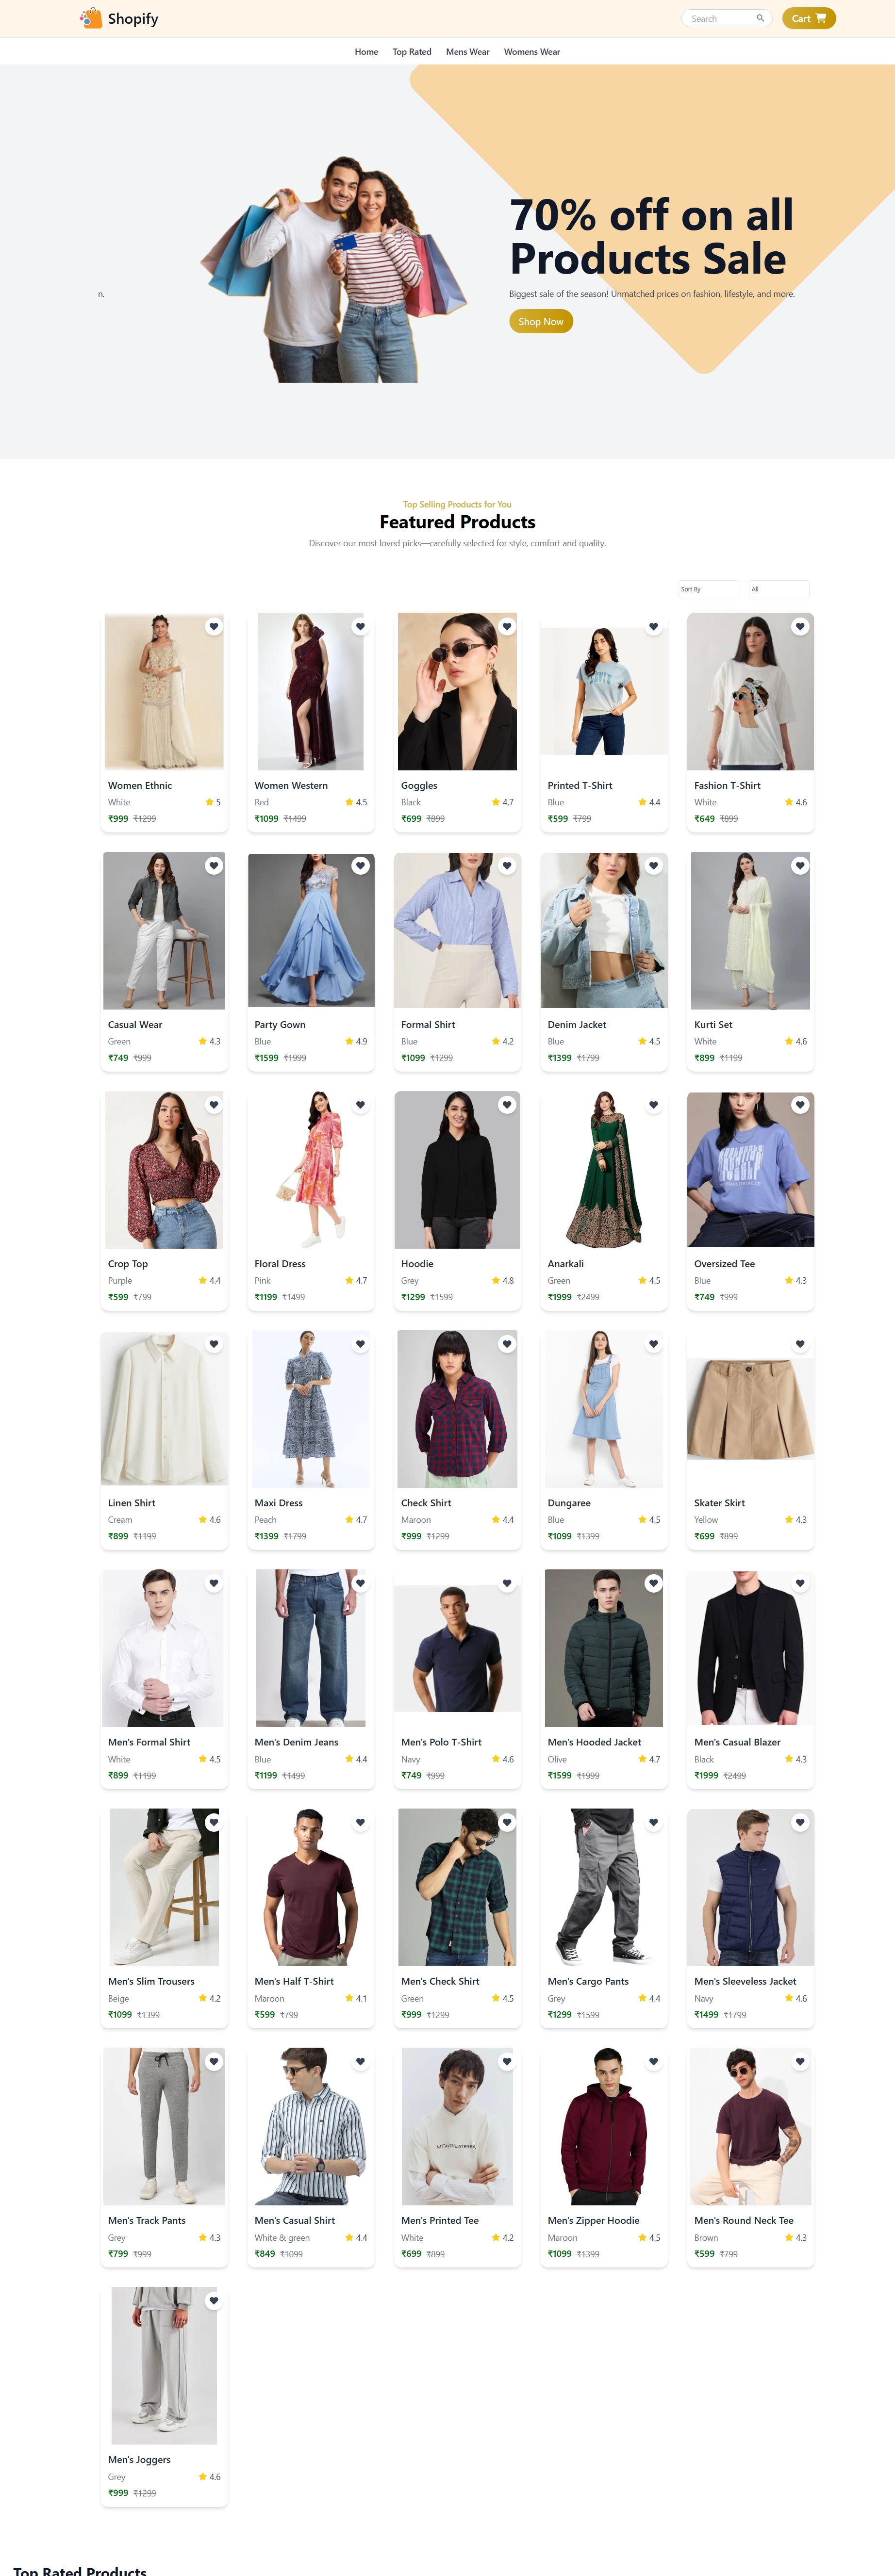 Shopify
Search
Cart
Home Top Rated Mens Wear Womens Wear
70% off on all
Products Sale
n.
Biggest sale of the season! Unmatched prices on fashion, lifestyle, and more.
Shop Now
Top Selling Products for You
Featured Products
Discover our most loved picks—carefully selected for style, comfort and quality.
Sort By All
Women Ethnic
White 5
₹999 ₹1299
Women Western
Red 4.5
₹1099 ₹1499
Goggles
Black 4.7
₹699 ₹899
Printed T-Shirt
Blue 4.4
₹599 ₹799
Fashion T-Shirt
White 4.6
₹649 ₹899
Casual Wear
Green 4.3
₹749 ₹999
Party Gown
Blue 4.9
₹1599 ₹1999
Formal Shirt
Blue 4.2
₹1099 ₹1299
Denim Jacket
Blue 4.5
₹1399 ₹1799
Kurti Set
White 4.6
₹899 ₹1199
Crop Top
Purple 4.4
₹599 ₹799
Floral Dress
Pink 4.7
₹1199 ₹1499
Hoodie
Grey 4.8
₹1299 ₹1599
Anarkali
Green 4.5
₹1999 ₹2499
Oversized Tee
Blue 4.3
₹749 ₹999
Linen Shirt
Cream 4.6
₹899 ₹1199
Maxi Dress
Peach 4.7
₹1399 ₹1799
Check Shirt
Maroon 4.4
₹999 ₹1299
Dungaree
Blue 4.5
₹1099 ₹1399
Skater Skirt
Yellow 4.3
₹699 ₹899
Men's Formal Shirt
White 4.5
₹899 ₹1199
Men's Denim Jeans
Blue 4.4
₹1199 ₹1499
Men's Polo T-Shirt
Navy 4.6
₹749 ₹999
Men's Hooded Jacket
Olive 4.7
₹1599 ₹1999
Men's Casual Blazer
Black 4.3
₹1999 ₹2499
Men's Slim Trousers
Beige 4.2
₹1099 ₹1399
Men's Half T-Shirt
Maroon 4.1
₹599 ₹799
Men's Check Shirt
Green 4.5
₹999 ₹1299
Men's Cargo Pants
Grey 4.4
₹1299 ₹1599
Men's Sleeveless Jacket
Navy 4.6
₹1499 ₹1799
Men's Track Pants
Grey 4.3
₹799 ₹999
Men's Casual Shirt
White & green 4.4
₹849 ₹1099
Men's Printed Tee
White 4.2
₹699 ₹899
Men's Zipper Hoodie
Maroon 4.5
₹1099 ₹1399
Men's Round Neck Tee
Brown 4.3
₹599 ₹799
Men's Joggers
Grey 4.6
₹999 ₹1299
Top Rated Products